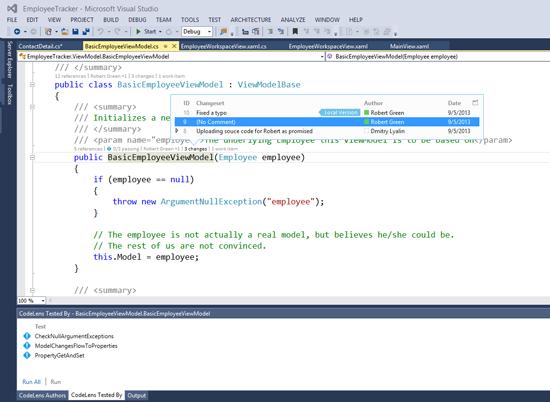 EmployeeTracker - Microsoft Visual Studio
FILE EDIT VIEW PROJECT BUILD DEBUG TEAM TOOLS TEST ARCHITECTURE ANALYZE WINDOW HELP
Start Debug
Server Explorer
Toolbox
ContactDetail.cs* BasicEmployeeViewModel.cs EmployeeWorkspaceView.xaml.cs EmployeeWorkspaceView.xaml MainView.xaml
EmployeeTracker.ViewModel.BasicEmployeeViewModel BasicEmployeeViewModel(Employee employee)
/// </summary>
12 references | Robert Green +1 | 3 changes | 1 work item
public class BasicEmployeeViewModel : ViewModelBase
{
/// <summary>
/// Initializes a ne
/// </summary>
/// <param name="employee">The underlying employee this ViewModel is to be based on</param>
ID Changeset Author Date
10 Fixed a typo Local Version Robert Green 9/5/2013
9 (No Comment) Robert Green 9/5/2013
8 Uploading souce code for Robert as promised Dmitry Lyalin 9/5/2013
5 references | 0/3 passing | Robert Green +1 | 3 changes | 1 work item
public BasicEmployeeViewModel(Employee employee)
{
if (employee == null)
{
throw new ArgumentNullException("employee");
}
// The employee is not actually a real model, but believes he/she could be.
// The rest of us are not convinced.
this.Model = employee;
}
/// <summary>
100 %
CodeLens Tested By - BasicEmployeeViewModel.BasicEmployeeViewModel
Test
CheckNullArgumentExceptions
ModelChangesFlowToProperties
PropertyGetAndSet
Run All | Run
CodeLens Authors CodeLens Tested By Output